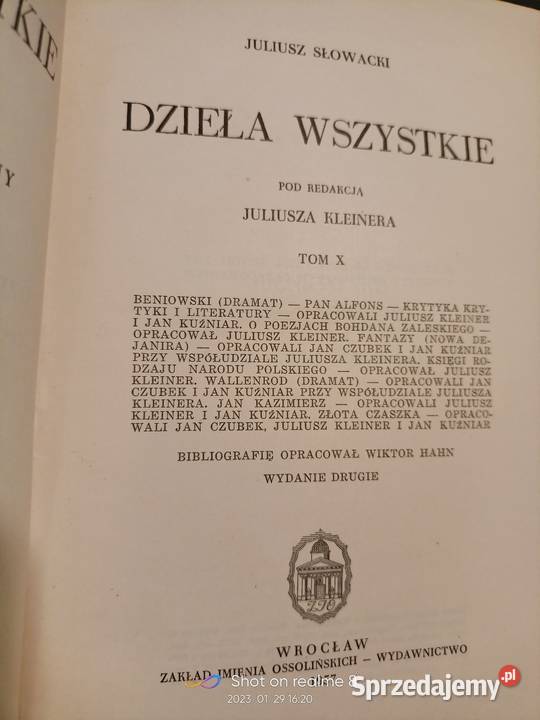 TKIE
NY
JULIUSZ SŁOWACKI
DZIEŁA WSZYSTKIE
POD REDAKCJĄ
JULIUSZA KLEINERA
TOM X
BENIOWSKI (DRAMAT) — PAN ALFONS — KRYTYKA KRY-
TYKI I LITERATURY — OPRACOWALI JULIUSZ KLEINER
I JAN KUŹNIAR. O POEZJACH BOHDANA ZALESKIEGO —
OPRACOWAŁ JULIUSZ KLEINER. FANTAZY (NOWA DE-
JANIRA) — OPRACOWALI JAN CZUBEK I JAN KUŹNIAR
PRZY WSPÓŁUDZIALE JULIUSZA KLEINERA. KSIĘGI RO-
DZAJU NARODU POLSKIEGO — OPRACOWAŁ JULIUSZ
KLEINER. WALLENROD (DRAMAT) — OPRACOWALI JAN
CZUBEK I JAN KUŹNIAR PRZY WSPÓŁUDZIALE JULIUSZA
KLEINERA. JAN KAZIMIERZ — OPRACOWALI JULIUSZ
KLEINER I JAN KUŹNIAR. ZŁOTA CZASZKA — OPRACO-
WALI JAN CZUBEK, JULIUSZ KLEINER I JAN KUŹNIAR
BIBLIOGRAFIĘ OPRACOWAŁ WIKTOR HAHN
WYDANIE DRUGIE
ZIO
WROCŁAW
ZAKŁAD IMIENIA OSSOLIŃSKICH — WYDAWNICTWO
Shot on realme 8
2023.01.29 16:20
Sprzedajemy.pl